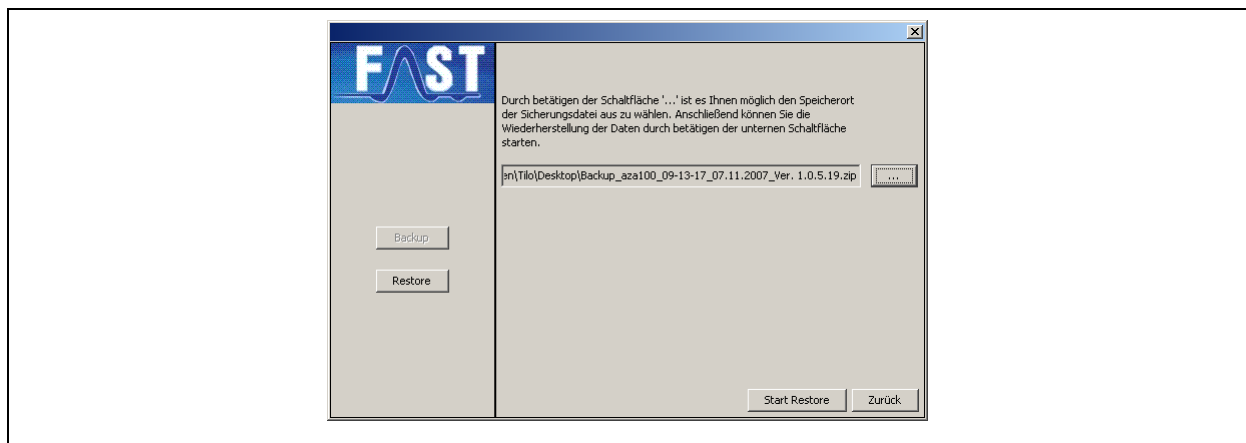 FAST
Durch betätigen der Schaltfläche '...' ist es Ihnen möglich den Speicherort
der Sicherungsdatei aus zu wählen. Anschließend können Sie die
Wiederherstellung der Daten durch betätigen der unternen Schaltfläche
starten.
en\Tilo\Desktop\Backup_aza100_09-13-17_07.11.2007_Ver. 1.0.5.19.zip
...
Backup
Restore
Start Restore
Zurück